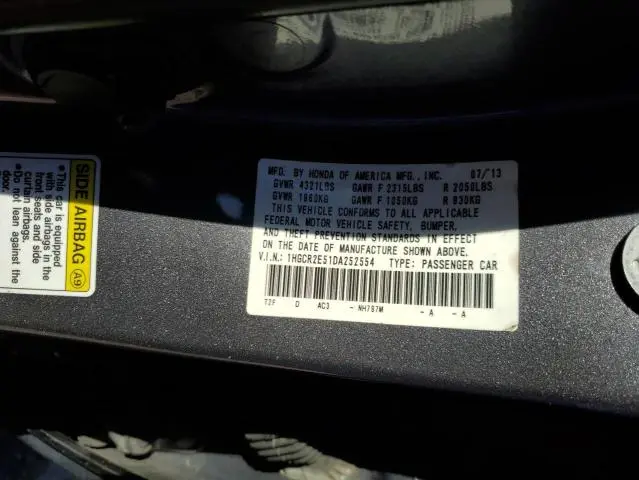 MFD. BY HONDA OF AMERICA MFG., INC. 07/13
GVWR 4321LBS GAWR F 2315LBS R 2050LBS
GVWR 1960KG GAWR F 1050KG R 930KG
THIS VEHICLE CONFORMS TO ALL APPLICABLE
FEDERAL MOTOR VEHICLE SAFETY, BUMPER,
AND THEFT PREVENTION STANDARDS IN EFFECT
ON THE DATE OF MANUFACTURE SHOWN ABOVE.
V.I.N.: 1HGCR2E51DA252554 TYPE: PASSENGER CAR
T2F D AC3 - NH797M - A - A
SIDE AIRBAG A9
•This car is equipped
with side airbags in the
front seats and side
curtain airbags.
•Do not lean against the
door.